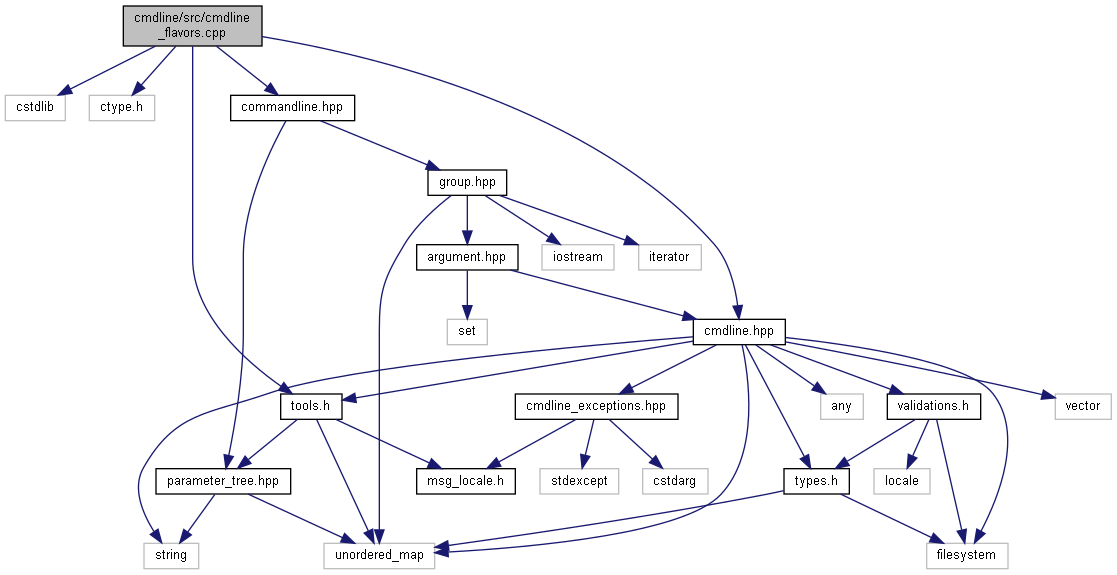 cmdline/src/cmdline
_flavors.cpp
cstdlib
ctype.h
commandline.hpp
group.hpp
argument.hpp
iostream
iterator
set
cmdline.hpp
tools.h
cmdline_exceptions.hpp
any
validations.h
vector
parameter_tree.hpp
msg_locale.h
stdexcept
cstdarg
types.h
locale
string
unordered_map
filesystem